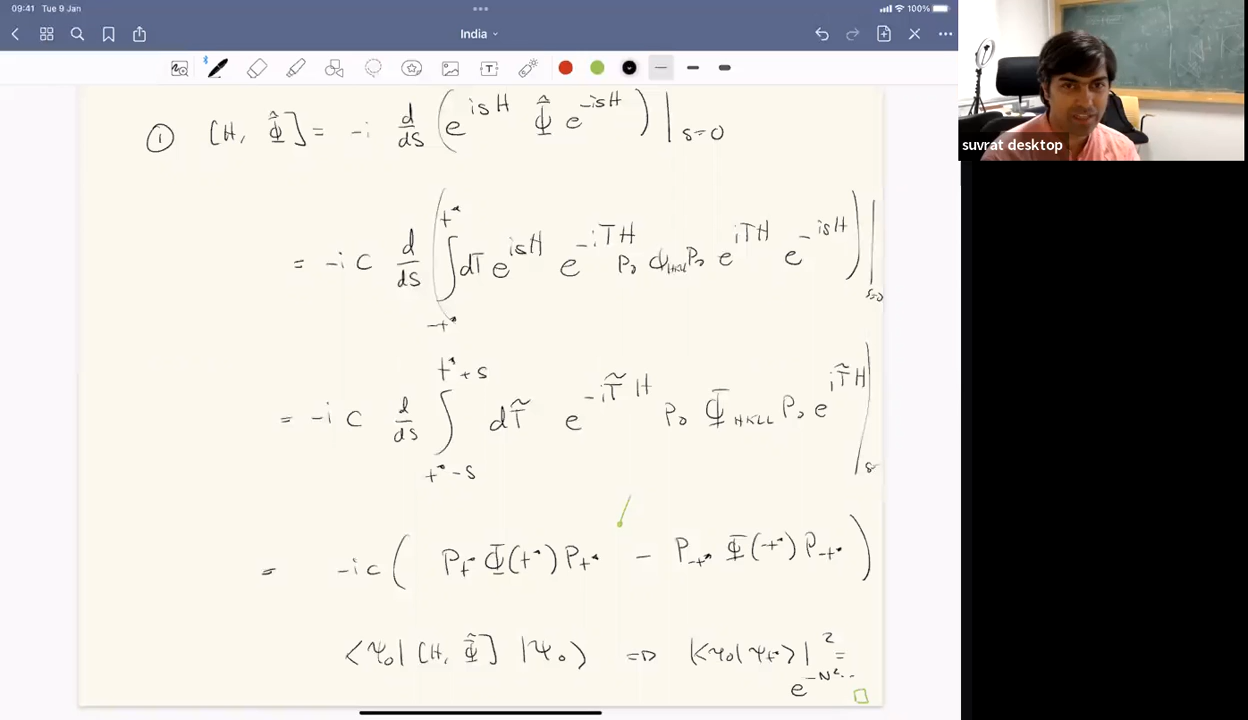 09:41 Tue 9 Jan
100%
India
suvrat desktop
① [H, Φ̂] = -i d/ds (e^{isH} Φ̂ e^{-isH}) |_{s=0}
= -i C d/ds (∫_{-t*}^{t*} dT e^{isH} e^{-iTH} P₀ Φ_{HKLL} P₀ e^{iTH} e^{-isH}) |_{s=0}
= -i C d/ds ∫_{t*-s}^{t*+s} dT̃ e^{-iT̃H} P₀ Φ_{HKLL} P₀ e^{iT̃H} |_{s-}
= -i c ( P_{t*} Φ(t*) P_{t*} - P_{-t*} Φ(-t*) P_{-t*} )
⟨Ψ₀| [H, Φ̃] |Ψ₀⟩ ⇒ |⟨Ψ₀|Ψ_{t*}⟩|² =
e^{-N²..}